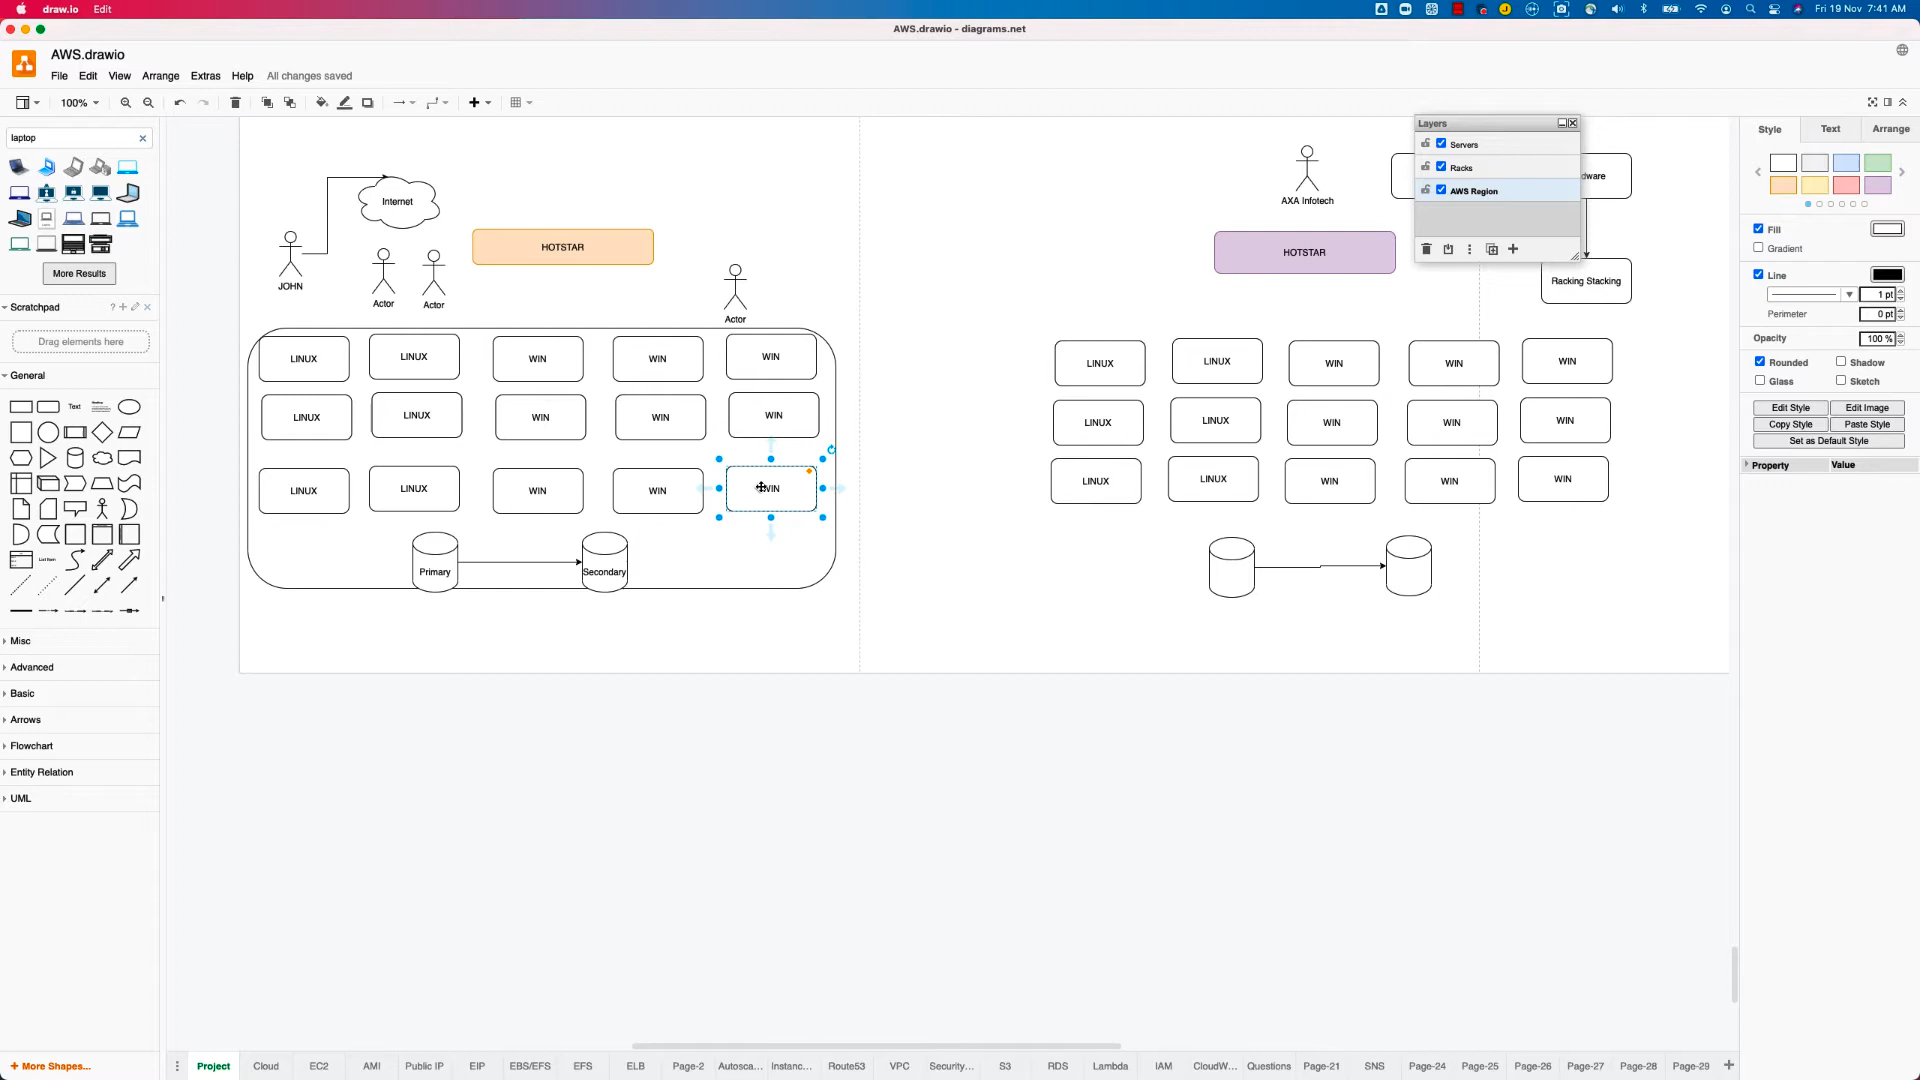 draw.io Edit
Fri 19 Nov 7:41 AM
AWS.drawio - diagrams.net
AWS.drawio
File Edit View Arrange Extras Help All changes saved
100%
laptop
More Results
Scratchpad
Drag elements here
General
Text
List Item
Misc
Advanced
Basic
Arrows
Flowchart
Entity Relation
UML
More Shapes...
Internet
JOHN
Actor
Actor
HOTSTAR
Actor
LINUX LINUX WIN WIN WIN
LINUX LINUX WIN WIN WIN
LINUX LINUX WIN WIN WIN
Primary Secondary
AXA Infotech
HOTSTAR
dware
Racking Stacking
LINUX LINUX WIN WIN WIN
LINUX LINUX WIN WIN WIN
LINUX LINUX WIN WIN WIN
Layers
Servers
Racks
AWS Region
Style Text Arrange
Fill
Gradient
Line
1 pt
Perimeter 0 pt
Opacity 100 %
Rounded Shadow
Glass Sketch
Edit Style Edit Image
Copy Style Paste Style
Set as Default Style
Property Value
Project Cloud EC2 AMI Public IP EIP EBS/EFS EFS ELB Page-2 Autosca... Instanc... Route53 VPC Security... S3 RDS Lambda IAM CloudW... Questions Page-21 SNS Page-24 Page-25 Page-26 Page-27 Page-28 Page-29